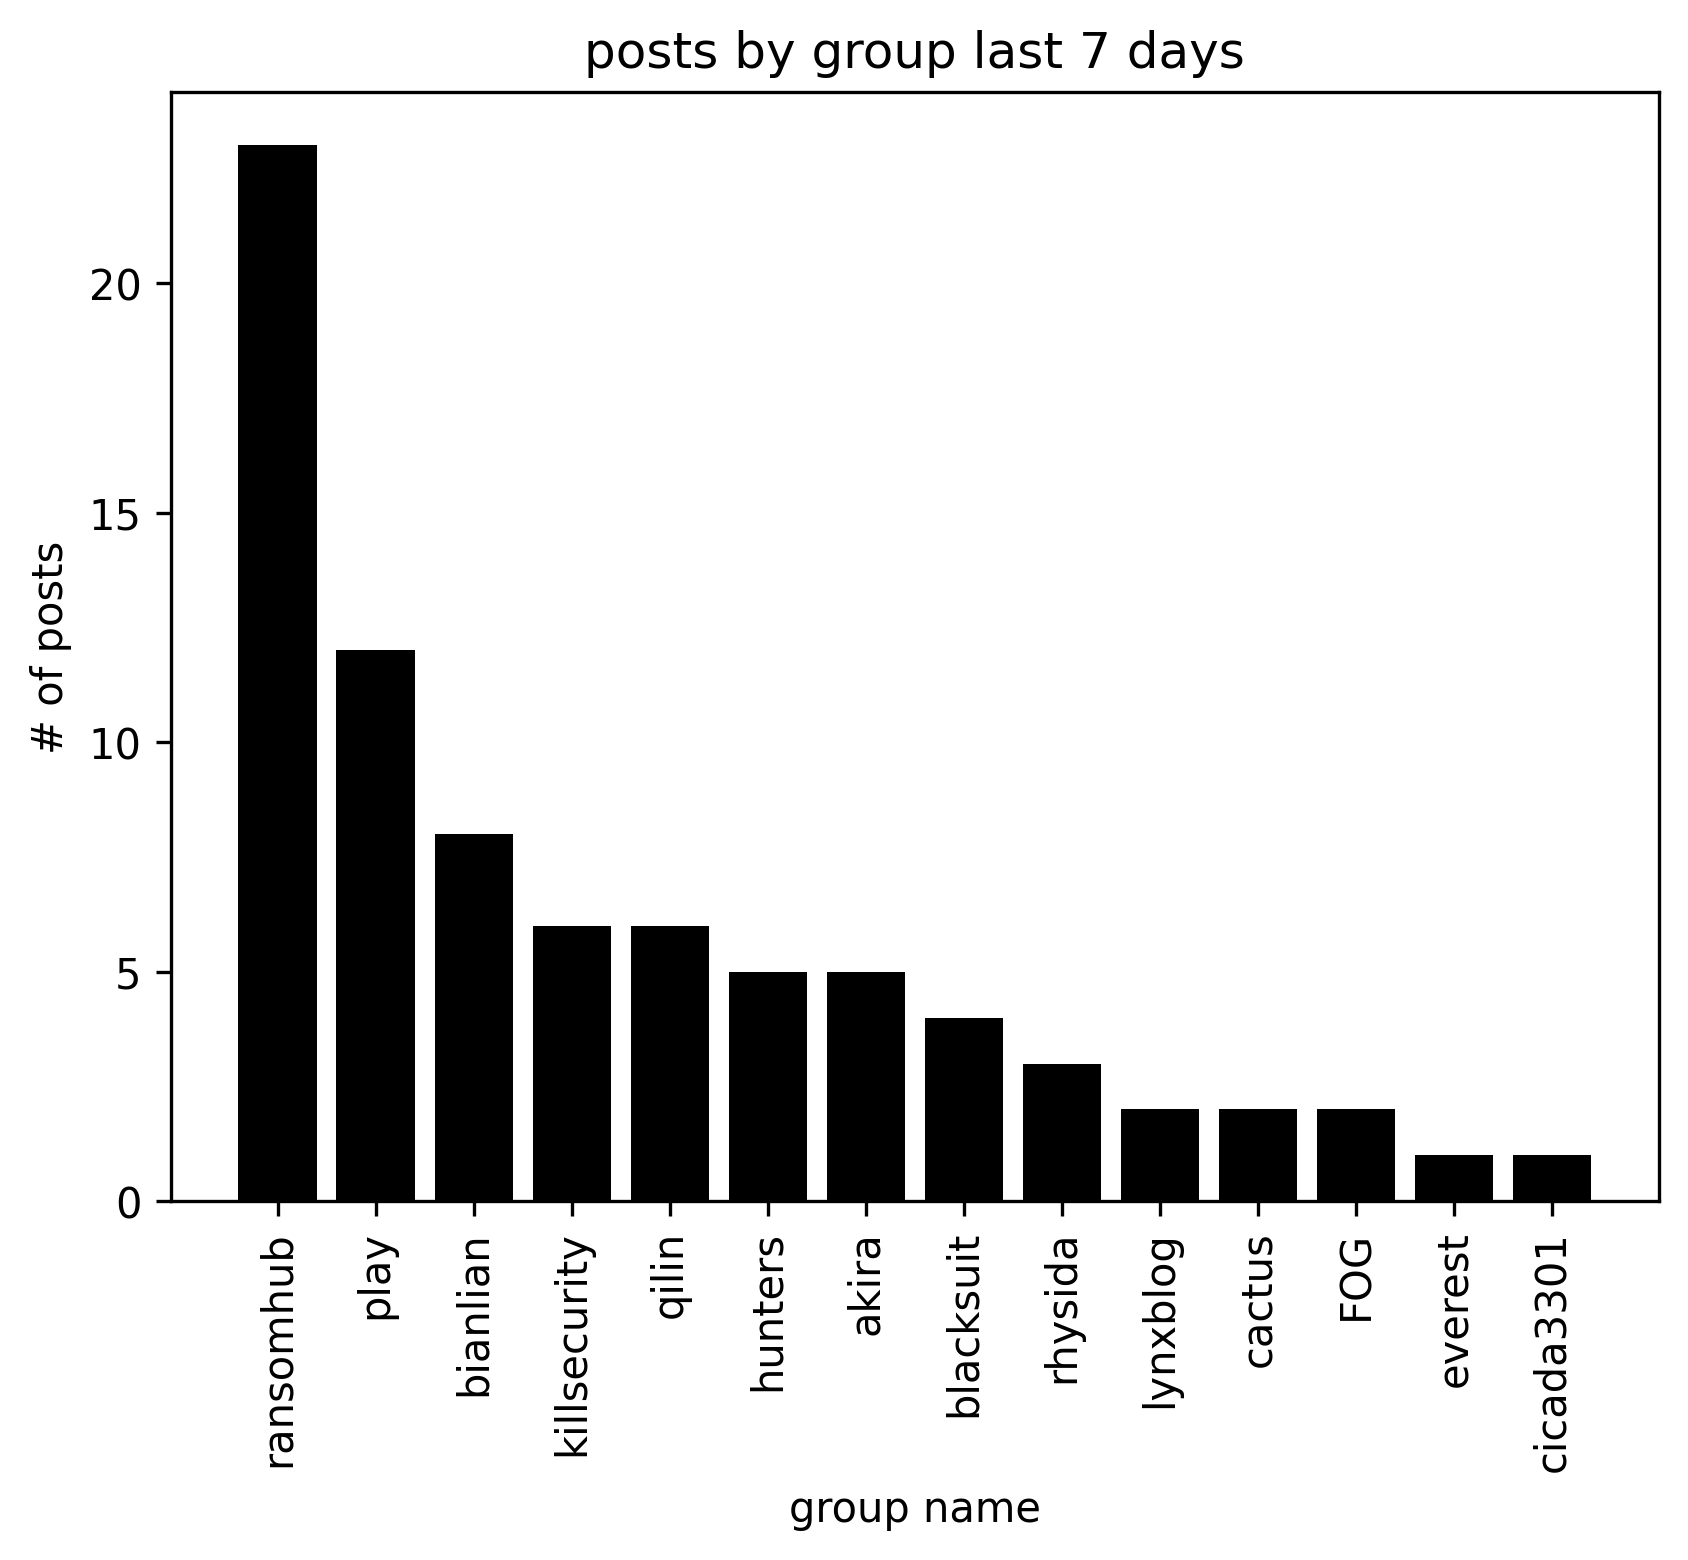 posts by group last 7 days
# of posts
20
15
10
5
0
ransomhub
play
bianlian
killsecurity
qilin
hunters
akira
blacksuit
rhysida
lynxblog
cactus
FOG
everest
cicada3301
group name